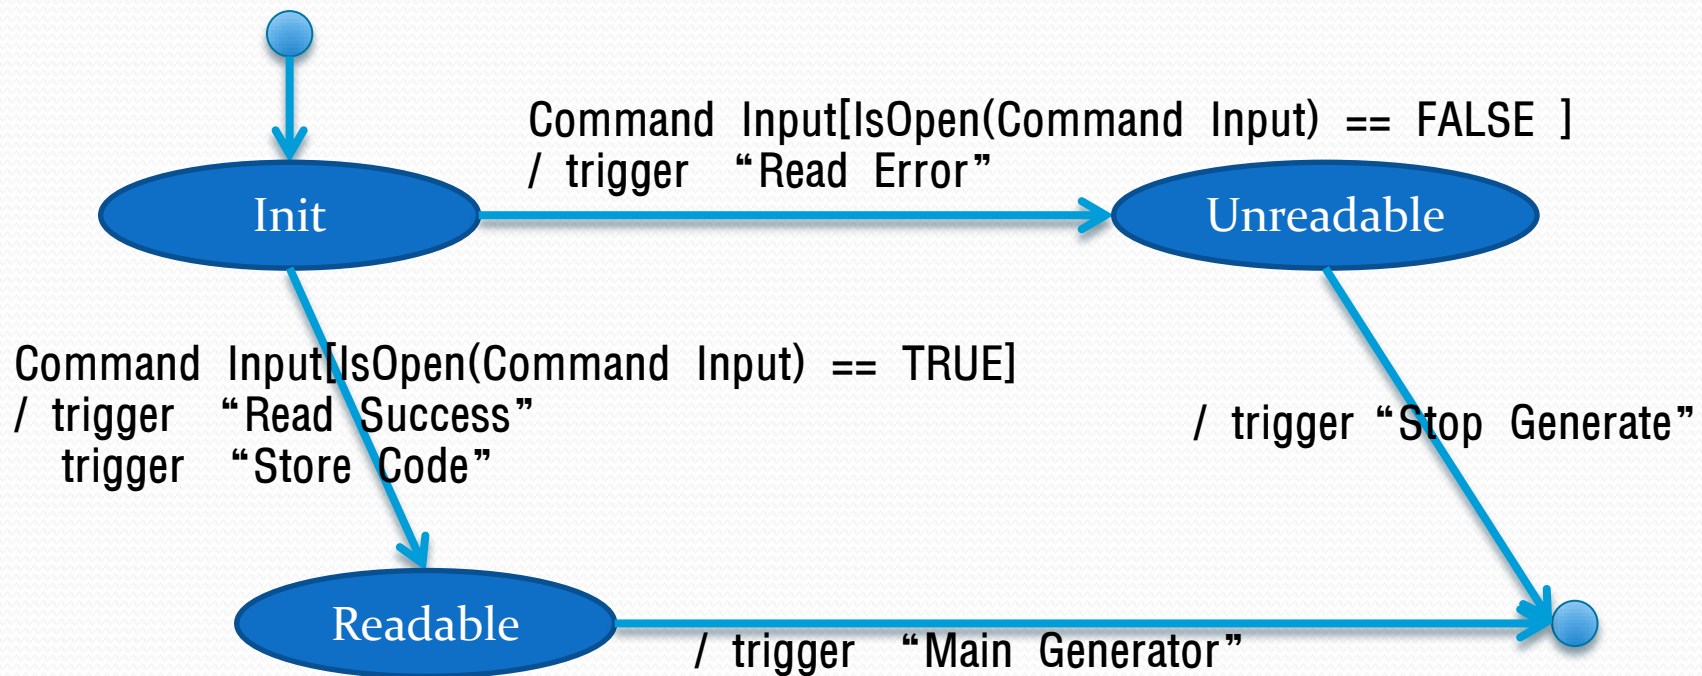 Command Input[IsOpen(Command Input) == FALSE ]
/ trigger “Read Error”
Init
Unreadable
Command Input[IsOpen(Command Input) == TRUE]
/ trigger “Read Success”
trigger “Store Code”
/ trigger “Stop Generate”
Readable
/ trigger “Main Generator”